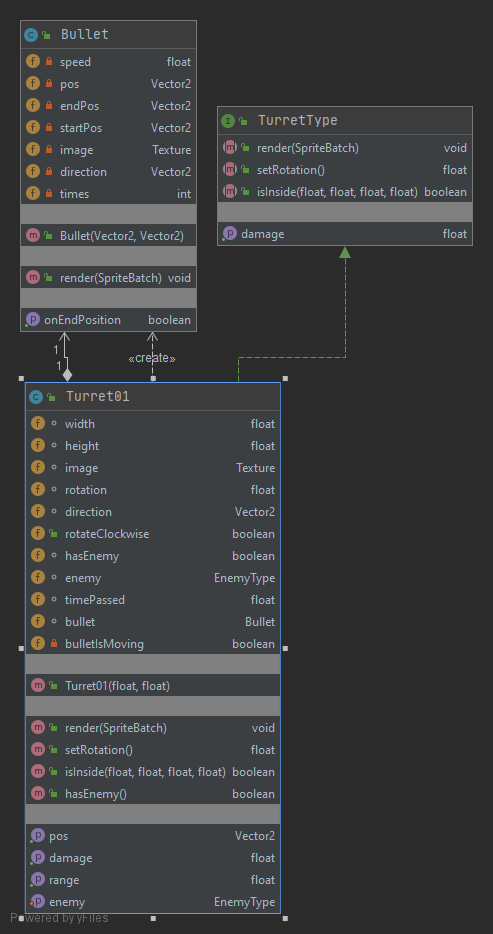 Bullet
speed float
pos Vector2
endPos Vector2
startPos Vector2
image Texture
direction Vector2
times int
Bullet(Vector2, Vector2)
render(SpriteBatch) void
onEndPosition boolean
TurretType
render(SpriteBatch) void
setRotation() float
isInside(float, float, float, float) boolean
damage float
1
1
«create»
Turret01
width float
height float
image Texture
rotation float
direction Vector2
rotateClockwise boolean
hasEnemy boolean
enemy EnemyType
timePassed float
bullet Bullet
bulletIsMoving boolean
Turret01(float, float)
render(SpriteBatch) void
setRotation() float
isInside(float, float, float, float) boolean
hasEnemy() boolean
pos Vector2
damage float
range float
enemy EnemyType
Powered by yFiles